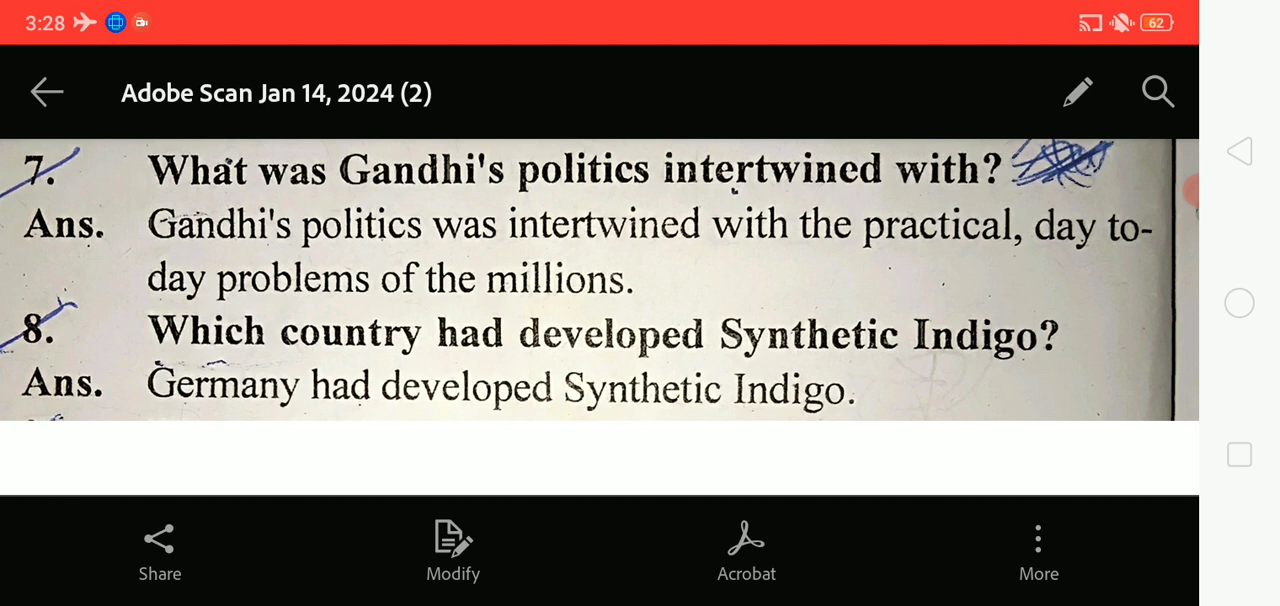 3:28
62
Adobe Scan Jan 14, 2024 (2)
7. What was Gandhi's politics intertwined with?
Ans. Gandhi's politics was intertwined with the practical, day to-
day problems of the millions.
8. Which country had developed Synthetic Indigo?
Ans. Germany had developed Synthetic Indigo.
Share Modify Acrobat More